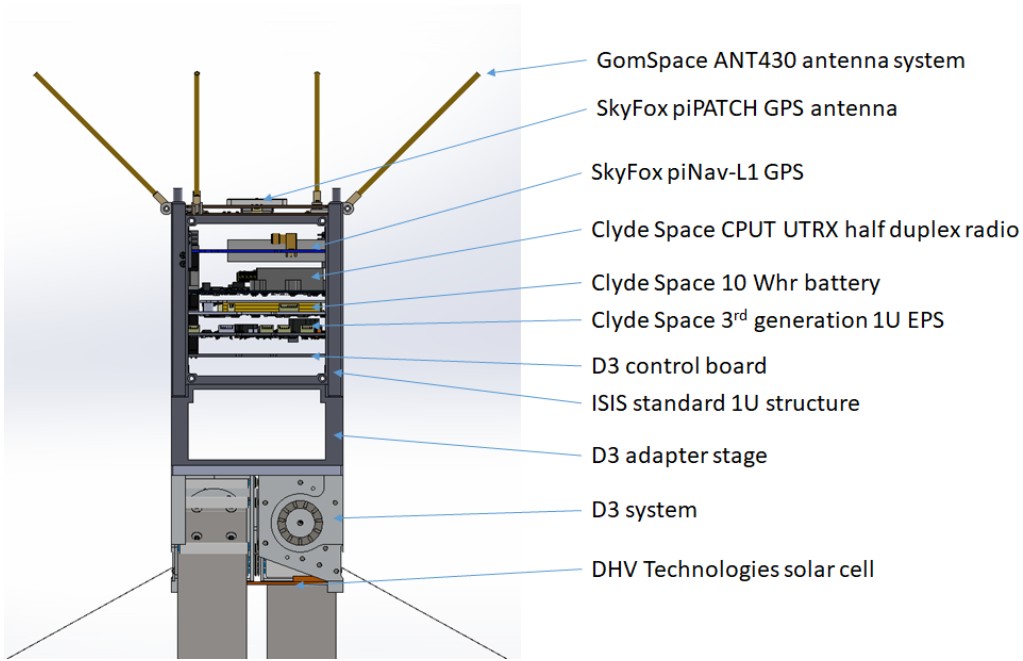 GomSpace ANT430 antenna system
SkyFox piPATCH GPS antenna
SkyFox piNav-L1 GPS
Clyde Space CPUT UTRX half duplex radio
Clyde Space 10 Whr battery
Clyde Space 3rd generation 1U EPS
D3 control board
ISIS standard 1U structure
D3 adapter stage
D3 system
DHV Technologies solar cell